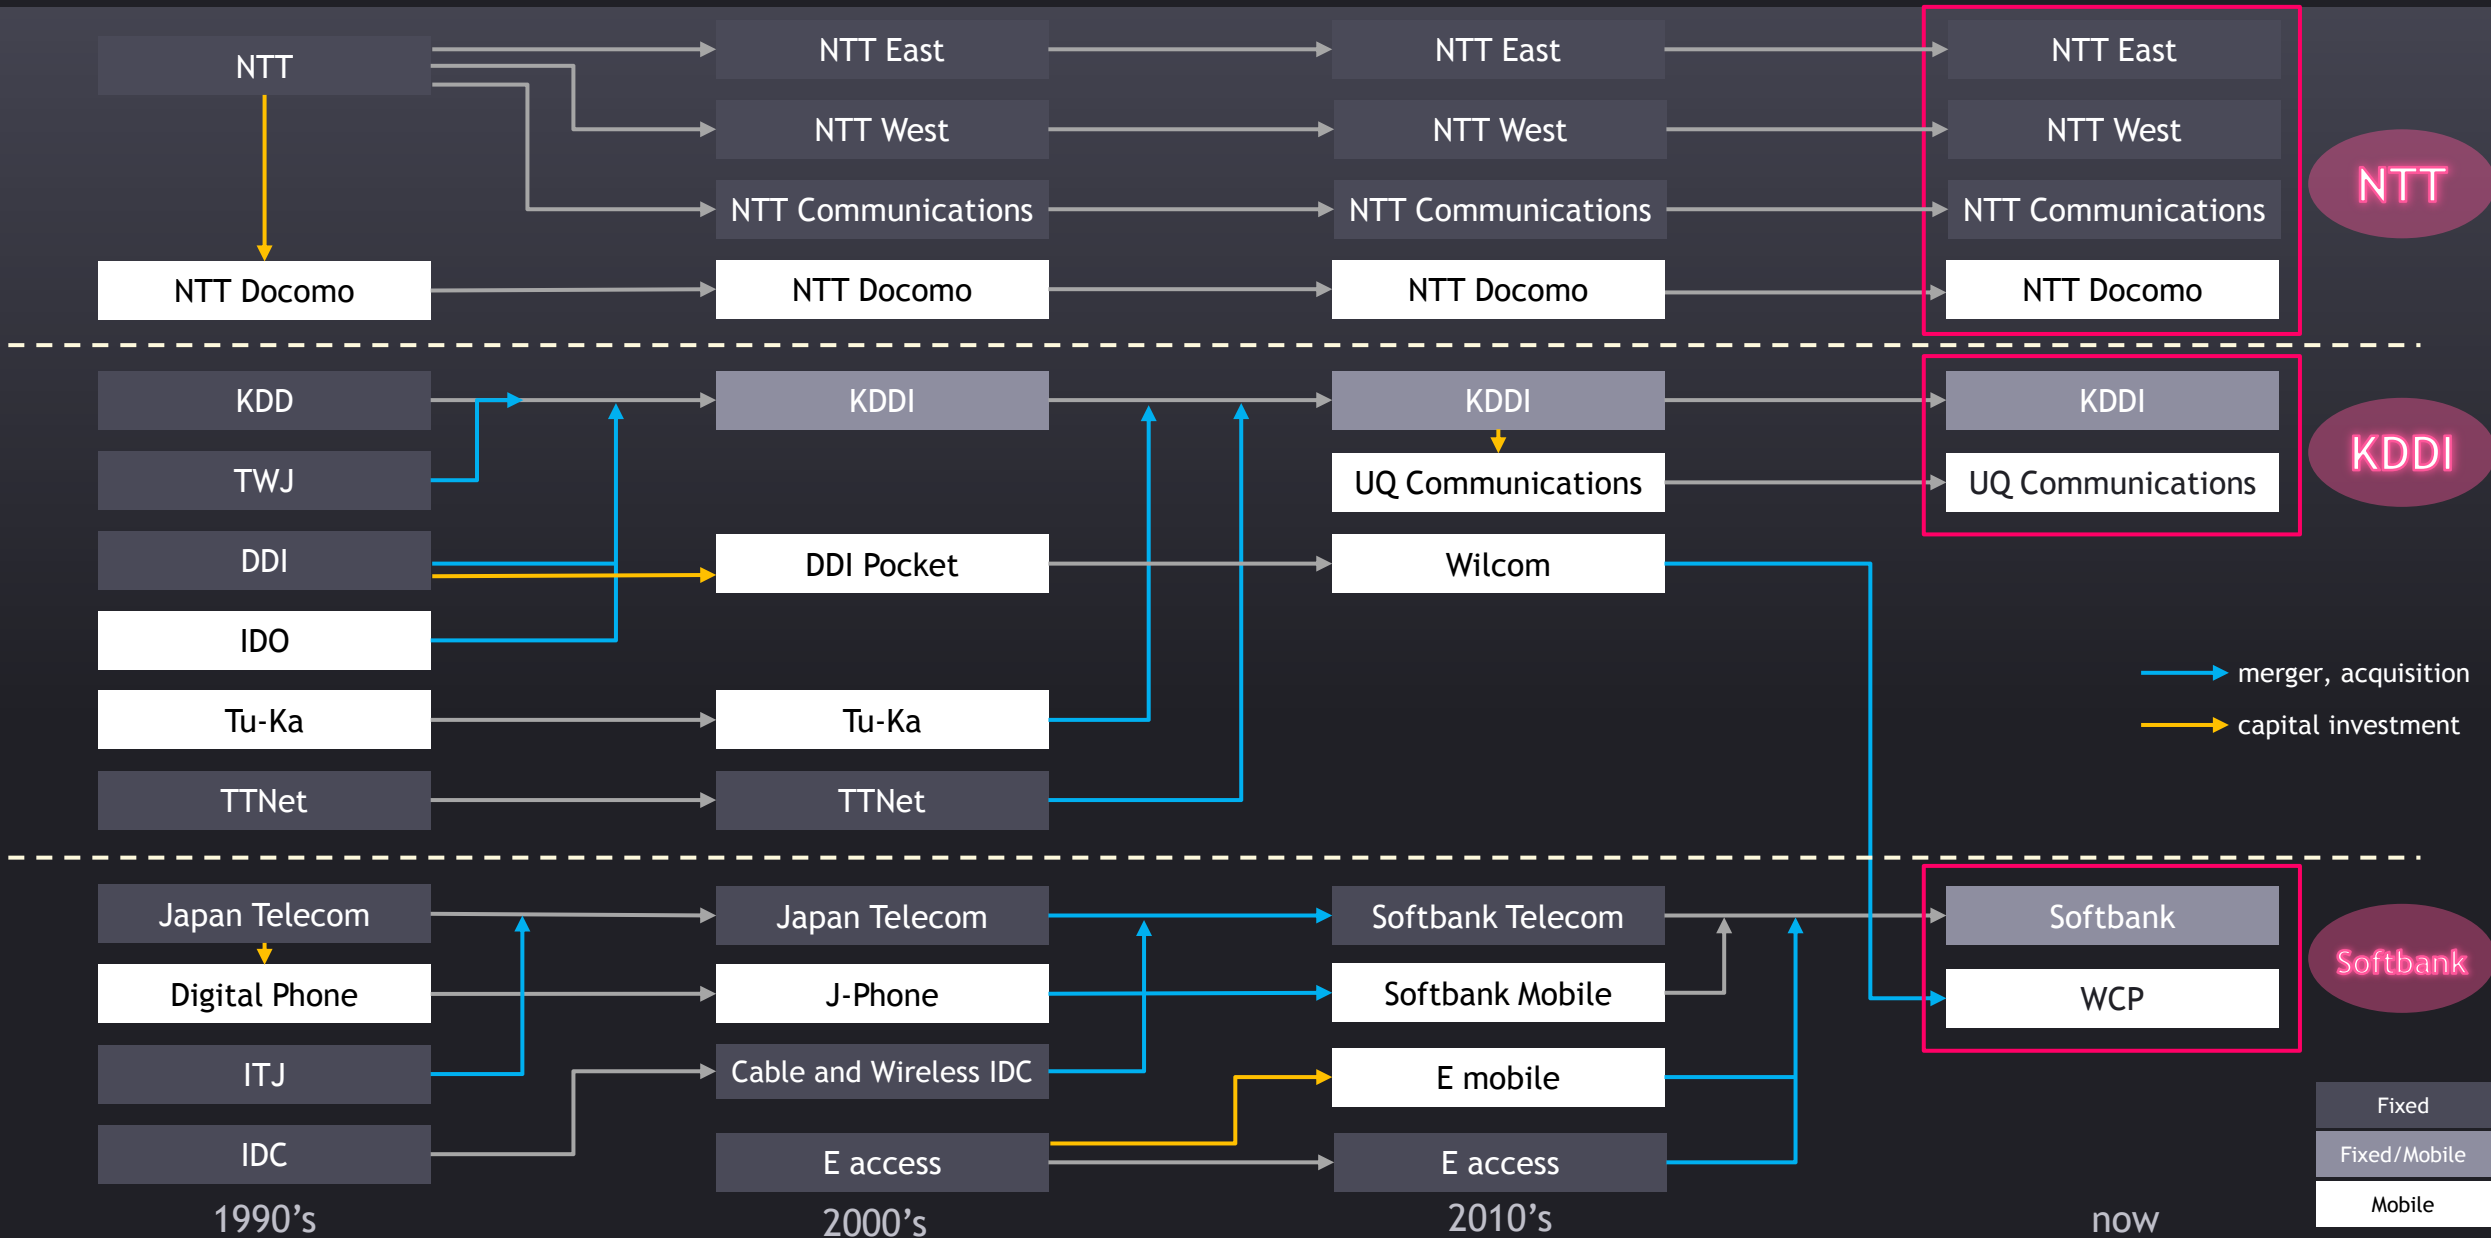 NTT
NTT East
NTT East
NTT East
NTT West
NTT West
NTT West
NTT
NTT Communications
NTT Communications
NTT Communications
NTT Docomo
NTT Docomo
NTT Docomo
NTT Docomo
KDD
KDDI
KDDI
KDDI
KDDI
TWJ
UQ Communications
UQ Communications
DDI
DDI Pocket
Wilcom
IDO
merger, acquisition
Tu-Ka
Tu-Ka
capital investment
TTNet
TTNet
Japan Telecom
Japan Telecom
Softbank Telecom
Softbank
Softbank
Digital Phone
J-Phone
Softbank Mobile
WCP
ITJ
Cable and Wireless IDC
E mobile
IDC
E access
E access
Fixed
Fixed/Mobile
Mobile
1990's
2000's
2010's
now